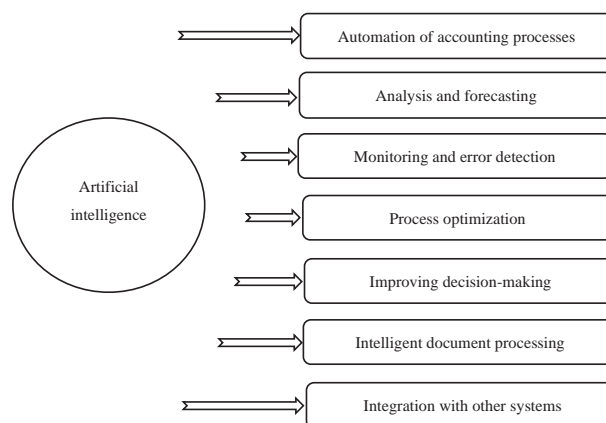 Automation of accounting processes
Analysis and forecasting
Monitoring and error detection
Artificial
intelligence
Process optimization
Improving decision-making
Intelligent document processing
Integration with other systems